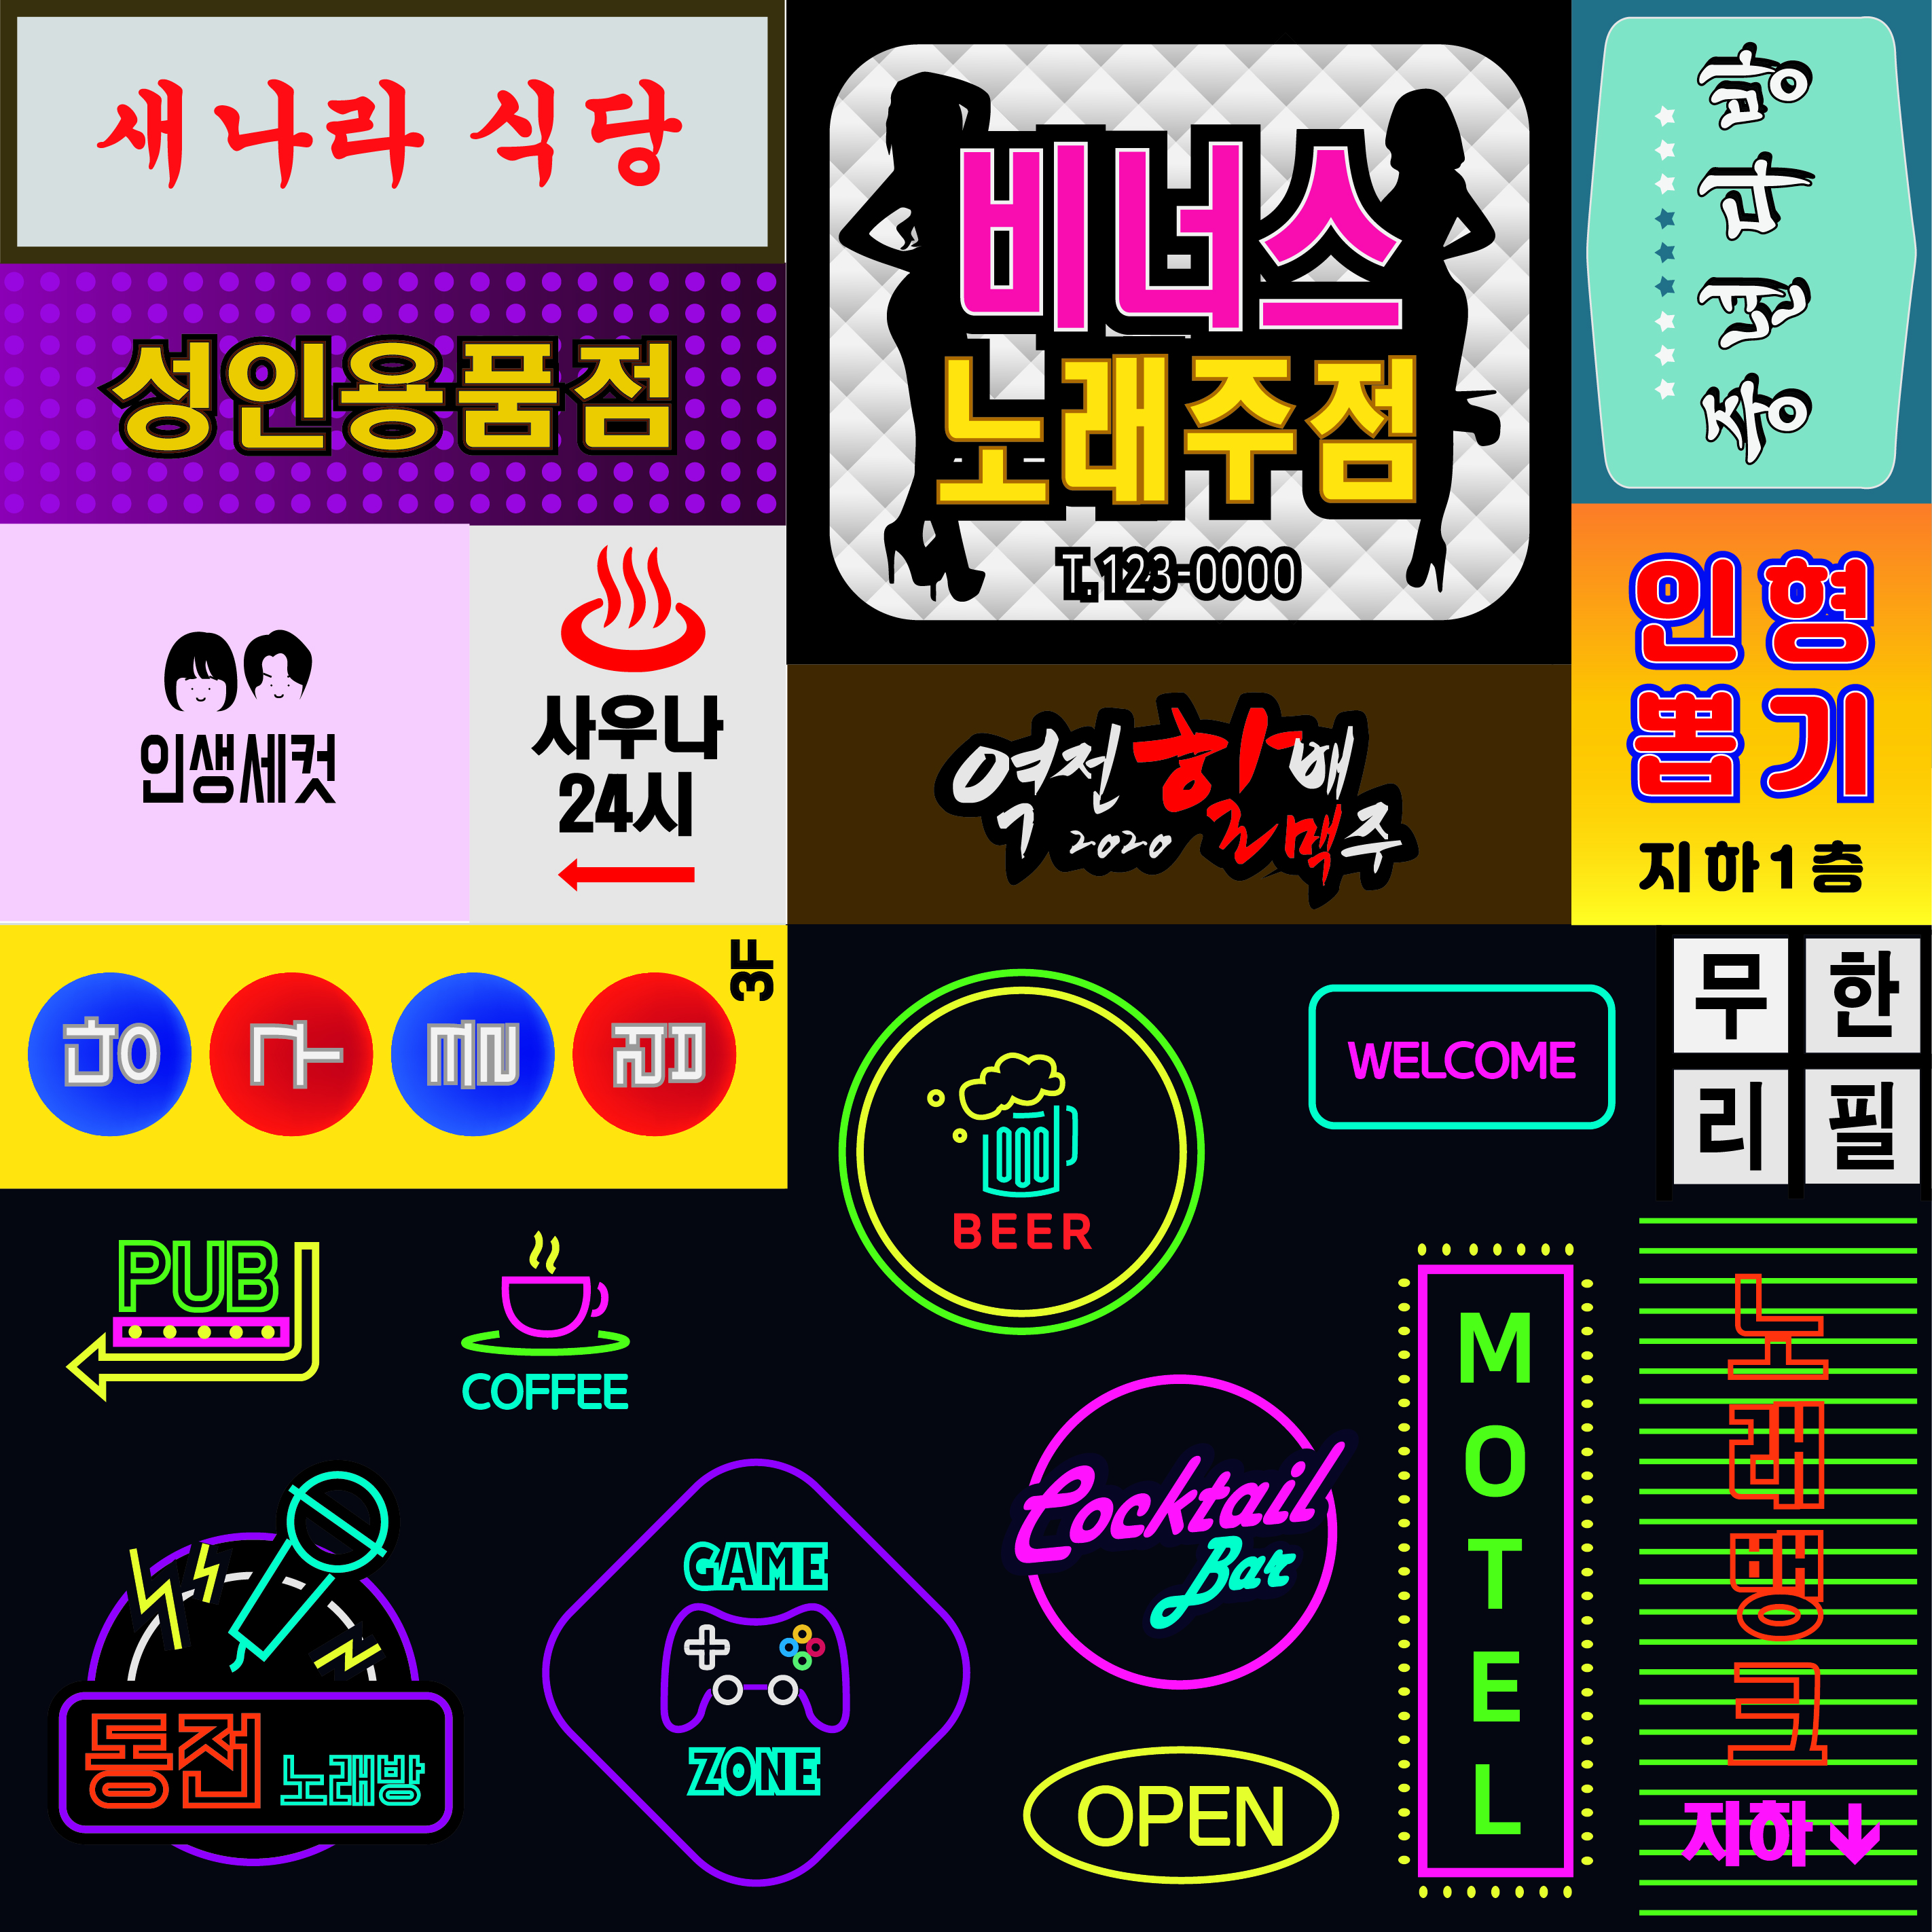 새나라 식당
비너스
노래주점
T.123-0000
성인용품점
인생세컷
사우나
24시
역전할매
2020
맥주
인형
뽑기
지하1층
3F
무한
리필
WELCOME
BEER
PUB
COFFEE
Cocktail
Bar
MOTEL
노래뱅크
지하
GAME
ZONE
동전 노래방
OPEN